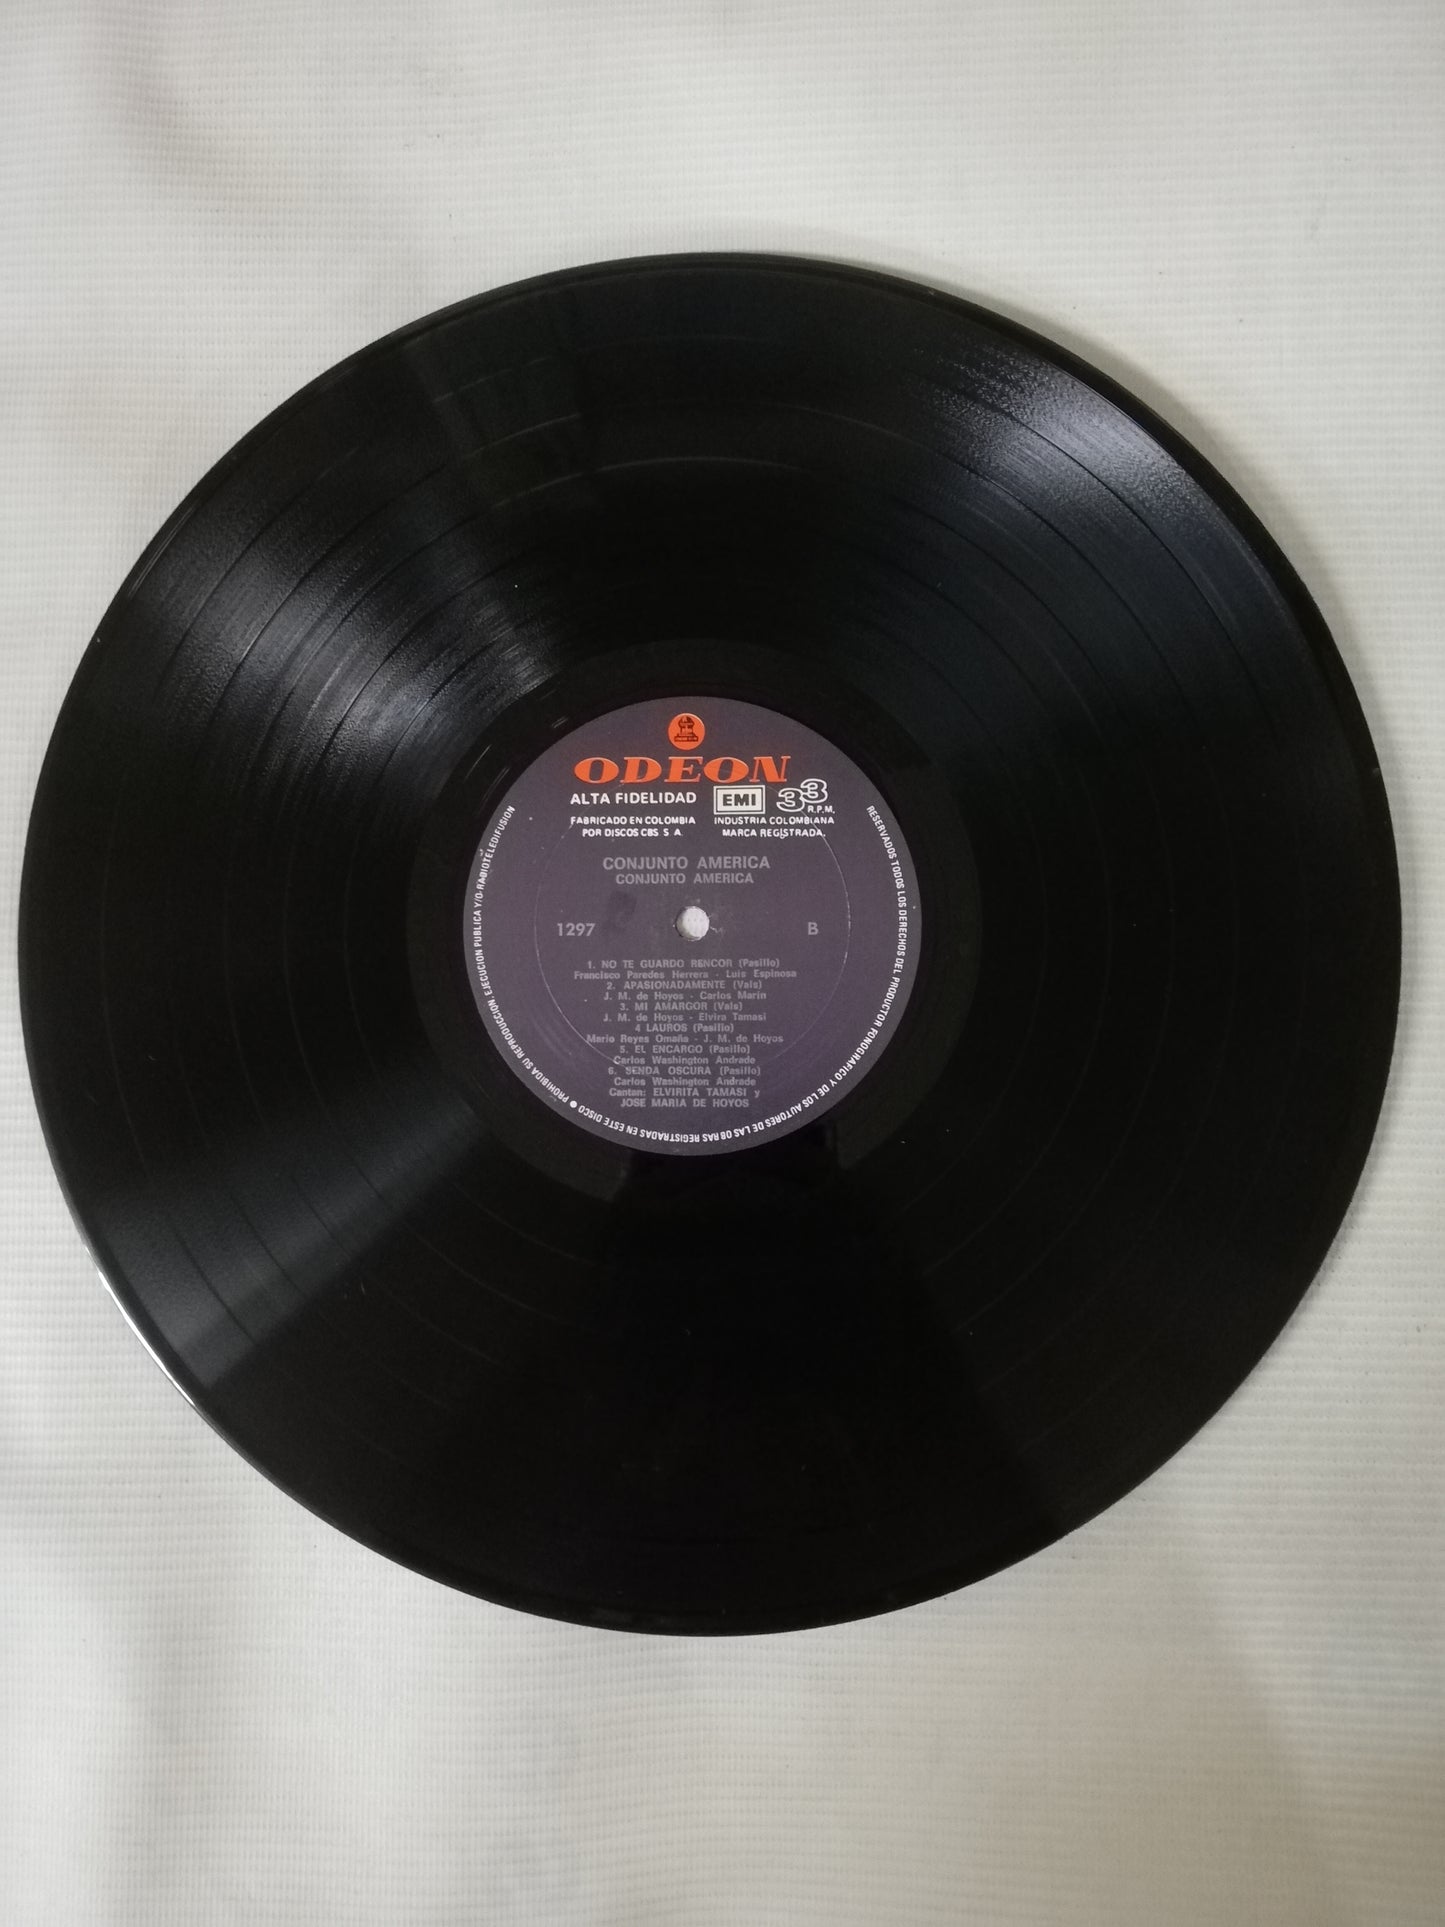 ODEON
ALTA FIDELIDAD EMI 33 R.P.M.
FABRICADO EN COLOMBIA INDUSTRIA COLOMBIANA
POR DISCOS CBS S A. MARCA REGISTRADA.
CONJUNTO AMERICA
CONJUNTO AMERICA
1297 B
1. NO TE GUARDO RENCOR (Pasillo)
Francisco Paredes Herrera - Luis Espinosa
2. APASIONADAMENTE (Vals)
J. M. de Hoyos - Carlos Marin
3. MI AMARGOR (Vals)
J. M. de Hoyos - Elvira Tamasi
4 LAUROS (Pasillo)
Mario Reyes Omaña - J. M. de Hoyos
5. EL ENCARGO (Pasillo)
Carlos Washington Andrade
6. SENDA OSCURA (Pasillo)
Carlos Washington Andrade
Cantan: ELVIRITA TAMASI y
JOSE MARIA DE HOYOS
RESERVADOS TODOS LOS DERECHOS DEL PRODUCTOR FONOGRAFICO Y DE LOS AUTORES DE LAS OBRAS REGISTRADAS EN ESTE DISCO ● PROHIBIDA SU REPRODUCCION, EJECUCION PUBLICA Y/O RADIOTELEDIFUSION